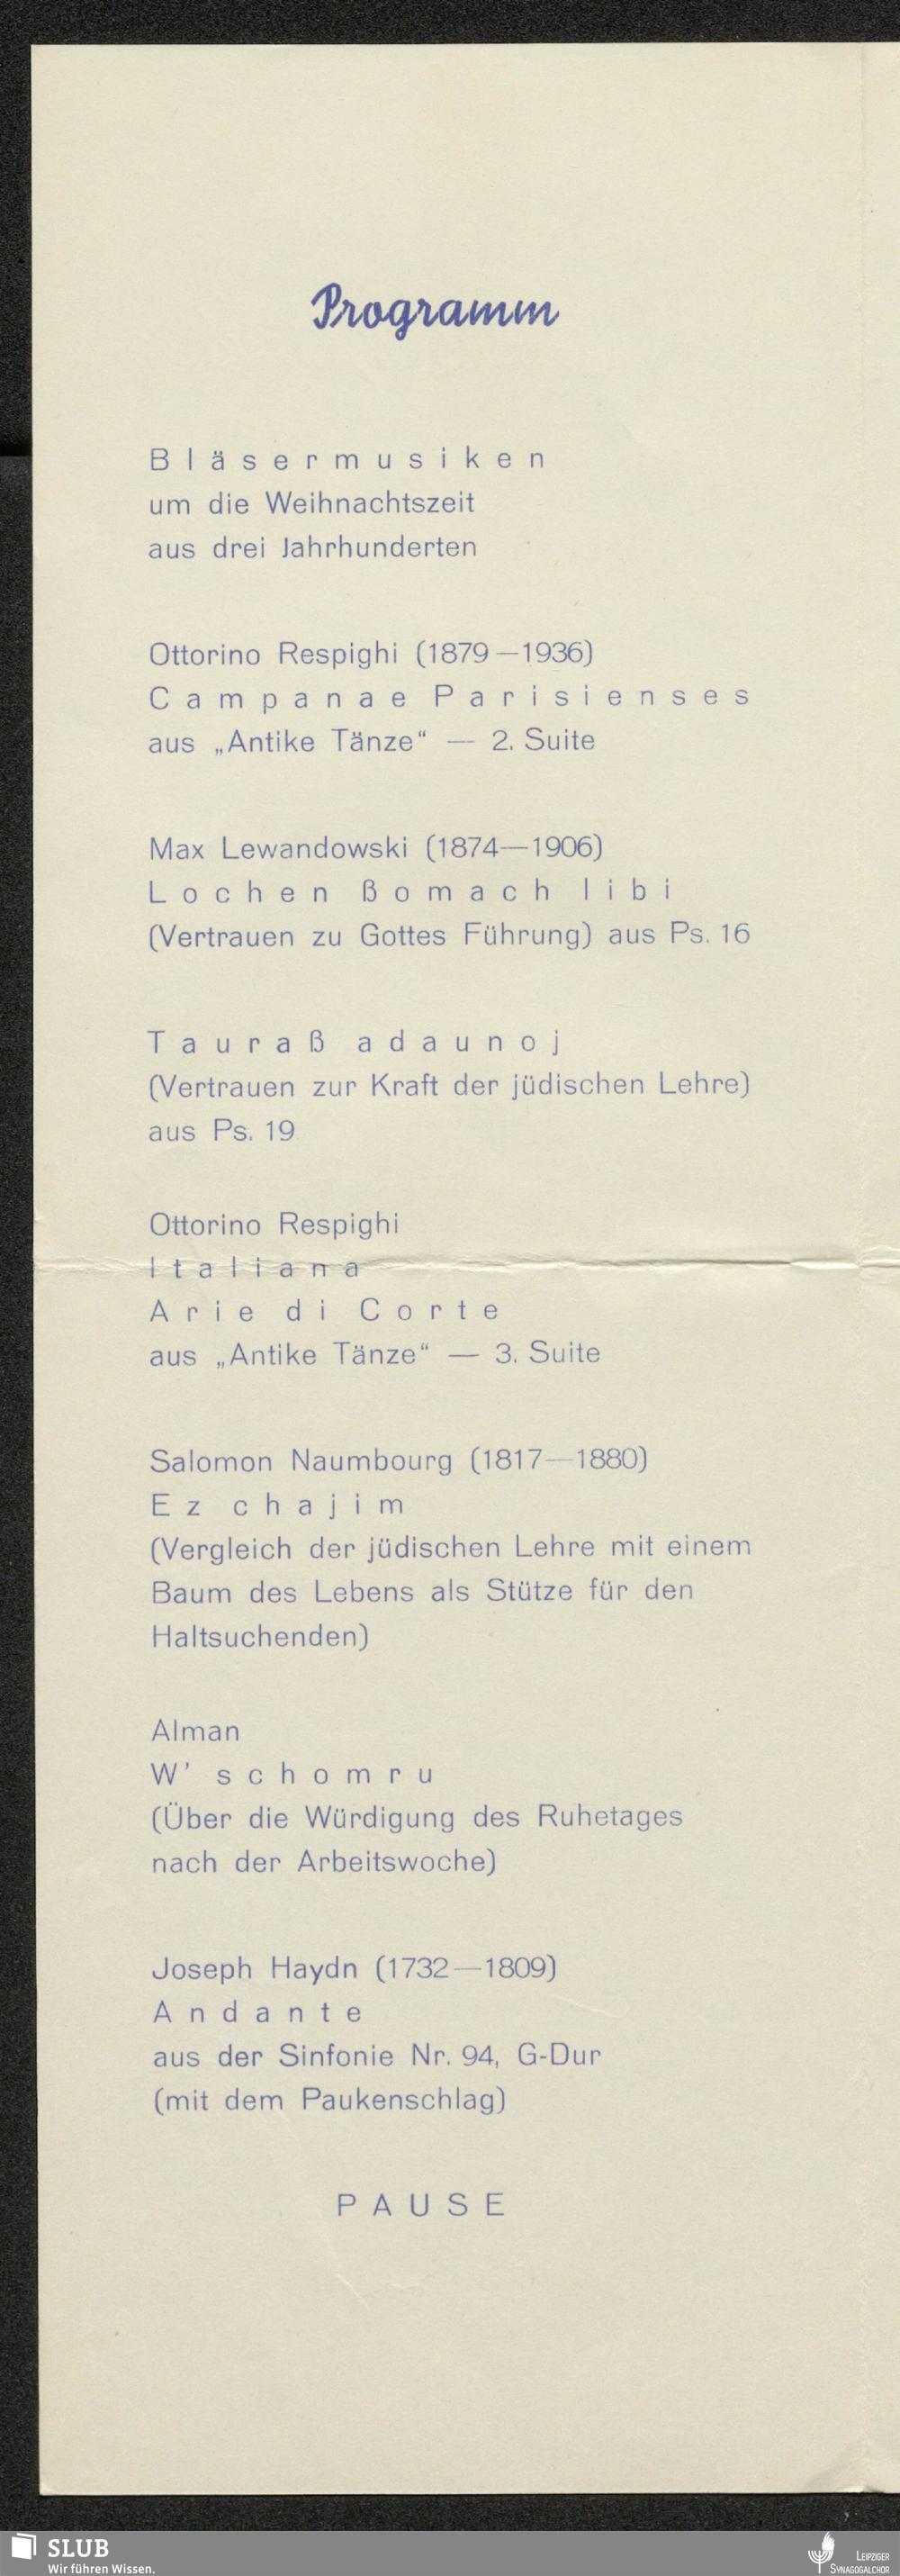 Programm
Bläsermusiken
um die Weihnachtszeit
aus drei Jahrhunderten
Ottorino Respighi (1879—1936)
Campanae Parisienses
aus „Antike Tänze“ — 2. Suite
Max Lewandowski (1874—1906)
Lochen ßomach libi
(Vertrauen zu Gottes Führung) aus Ps. 16
Tauraß adaunoj
(Vertrauen zur Kraft der jüdischen Lehre)
aus Ps. 19
Ottorino Respighi
Italiana
Arie di Corte
aus „Antike Tänze“ — 3. Suite
Salomon Naumbourg (1817—1880)
Ez chajim
(Vergleich der jüdischen Lehre mit einem
Baum des Lebens als Stütze für den
Haltsuchenden)
Alman
W’ schomru
(Über die Würdigung des Ruhetages
nach der Arbeitswoche)
Joseph Haydn (1732—1809)
Andante
aus der Sinfonie Nr. 94, G-Dur
(mit dem Paukenschlag)
PAUSE
SLUB
Wir führen Wissen.
LEIPZIGER
SYNAGOGALCHOR